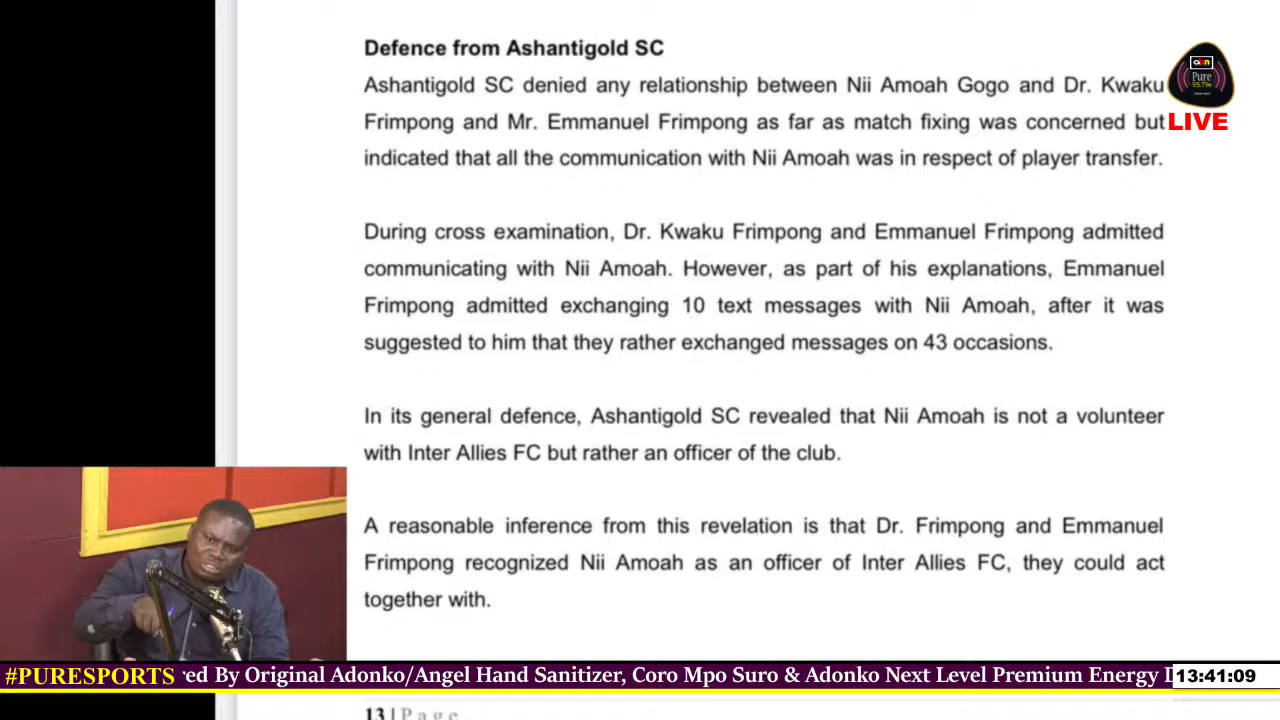 Defence from Ashantigold SC
Ashantigold SC denied any relationship between Nii Amoah Gogo and Dr. Kwaku
Frimpong and Mr. Emmanuel Frimpong as far as match fixing was concerned but
indicated that all the communication with Nii Amoah was in respect of player transfer.
Pure
95.7fm
LIVE
During cross examination, Dr. Kwaku Frimpong and Emmanuel Frimpong admitted
communicating with Nii Amoah. However, as part of his explanations, Emmanuel
Frimpong admitted exchanging 10 text messages with Nii Amoah, after it was
suggested to him that they rather exchanged messages on 43 occasions.
In its general defence, Ashantigold SC revealed that Nii Amoah is not a volunteer
with Inter Allies FC but rather an officer of the club.
A reasonable inference from this revelation is that Dr. Frimpong and Emmanuel
Frimpong recognized Nii Amoah as an officer of Inter Allies FC, they could act
together with.
#PURESPORTS ed By Original Adonko/Angel Hand Sanitizer, Coro Mpo Suro & Adonko Next Level Premium Energy 13:41:09
13 | Page